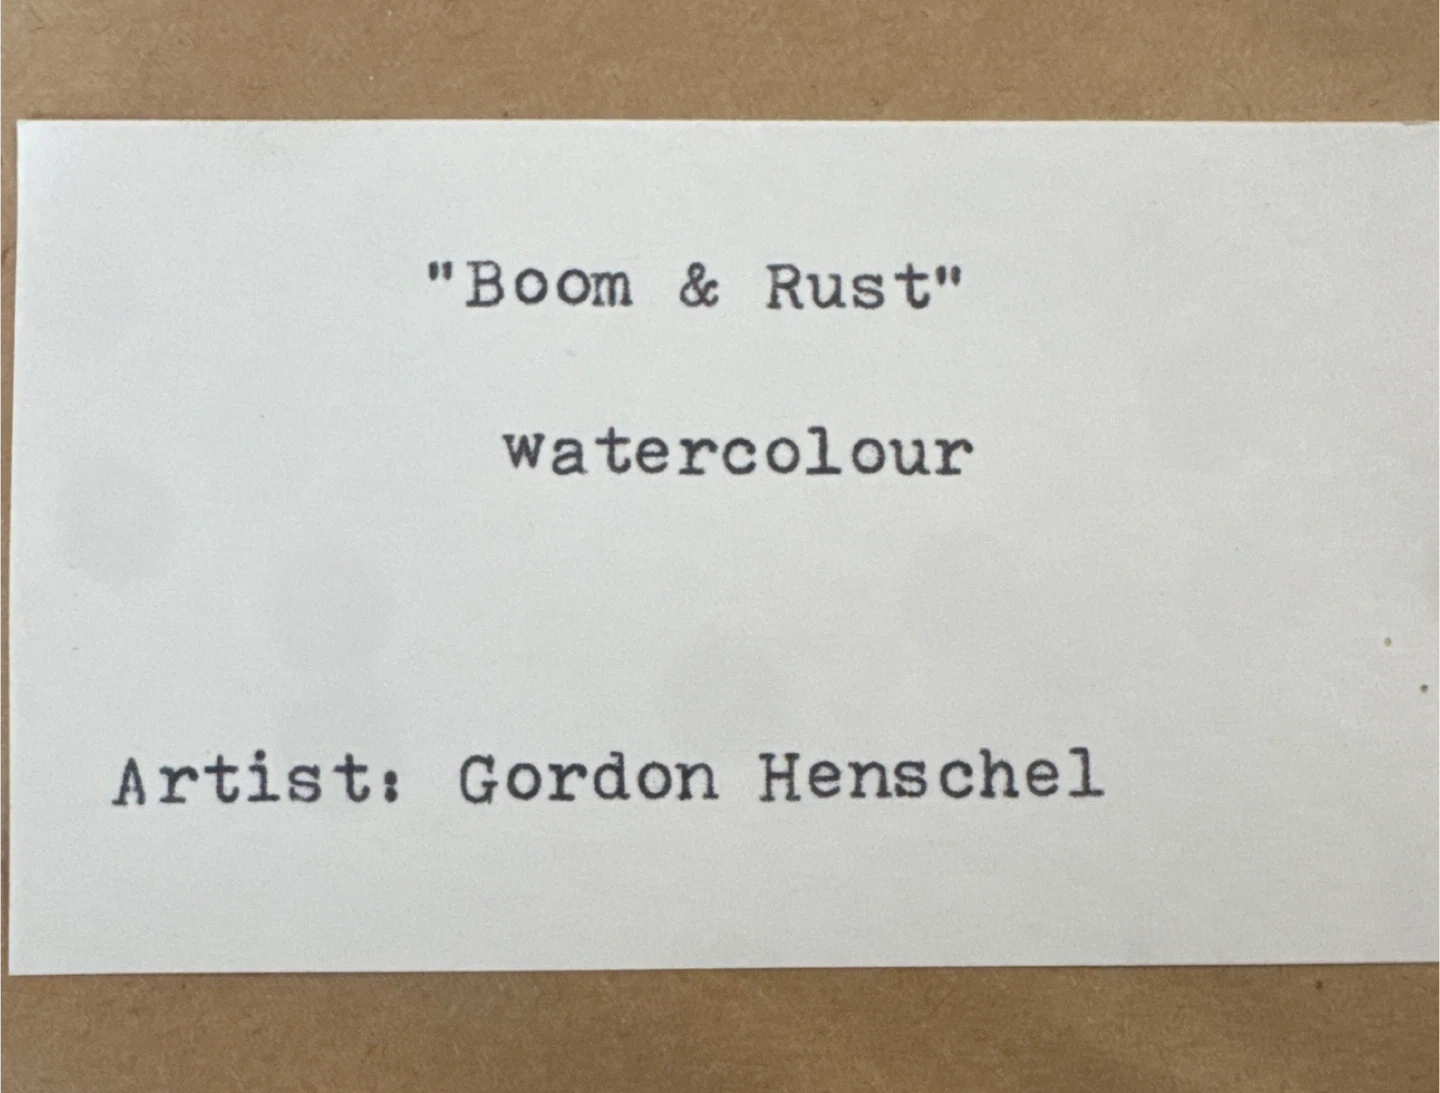 "Boom & Rust"
watercolour
Artist: Gordon Henschel